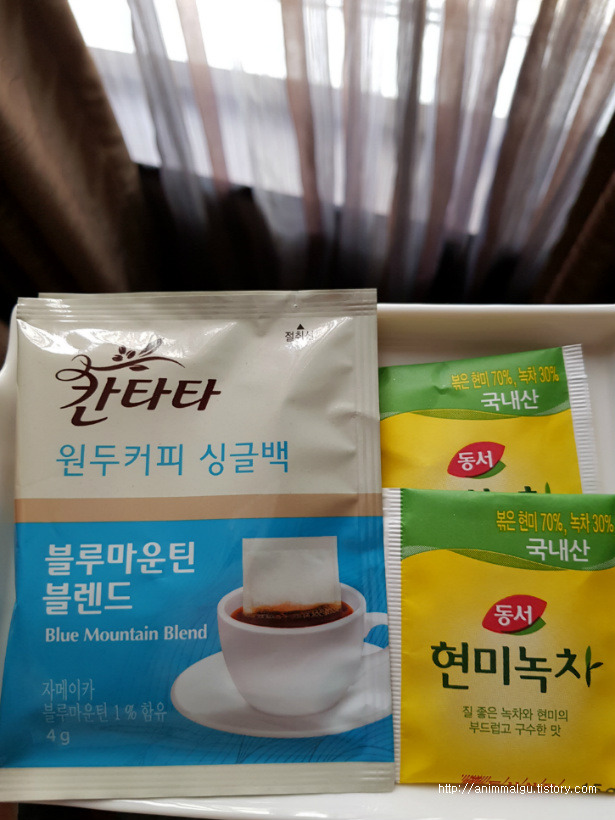 절취선
칸타타
원두커피 싱글백
블루마운틴
블렌드
Blue Mountain Blend
자메이카
블루마운틴 1% 함유
4g
볶은 현미 70%, 녹차 30%
국내산
동서
볶은 현미 70%, 녹차 30%
국내산
동서
현미녹차
질 좋은 녹차와 현미의
부드럽고 구수한 맛
http://animmalgu.tistory.com